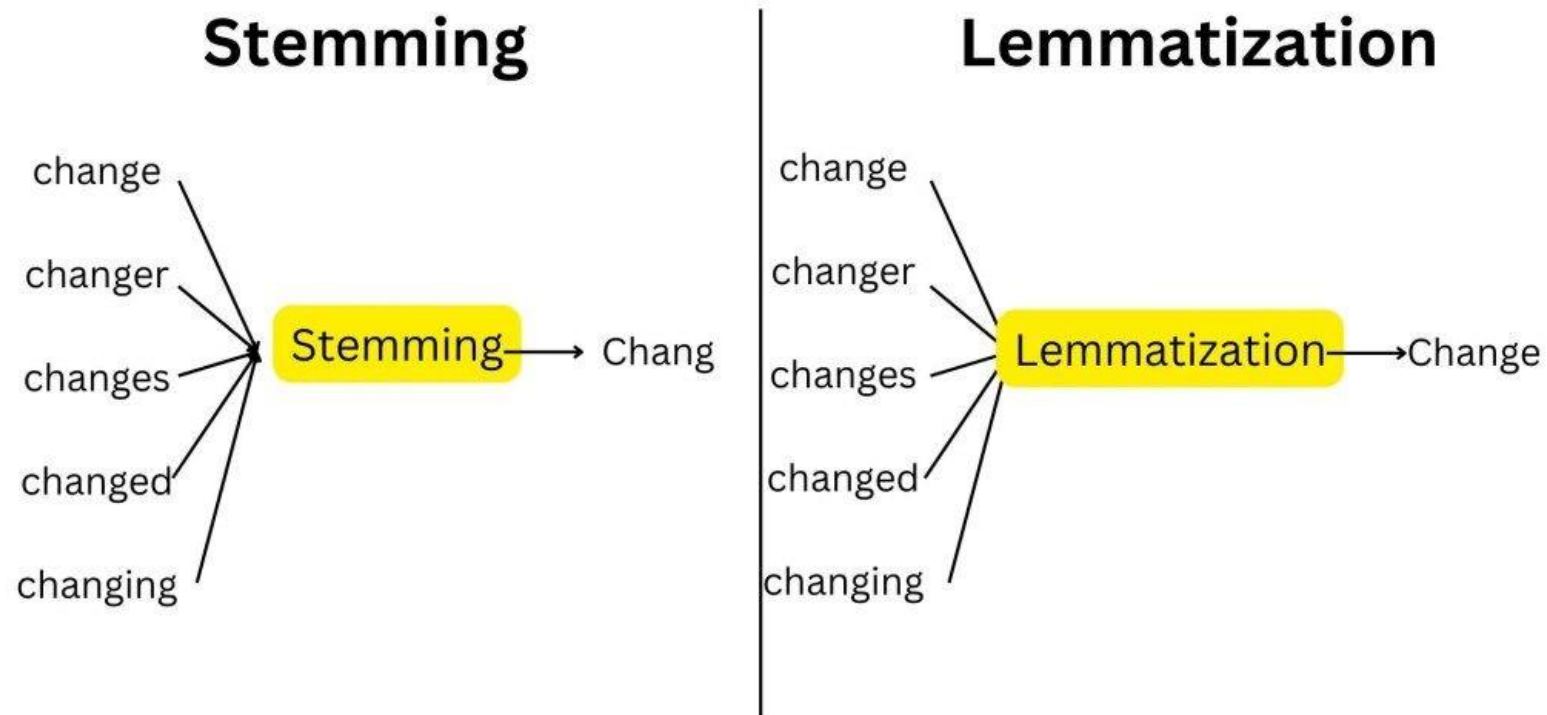 Stemming
change
changer
changes
changed
changing
Stemming
Chang
Lemmatization
change
changer
changes
changed
changing
Lemmatization
Change